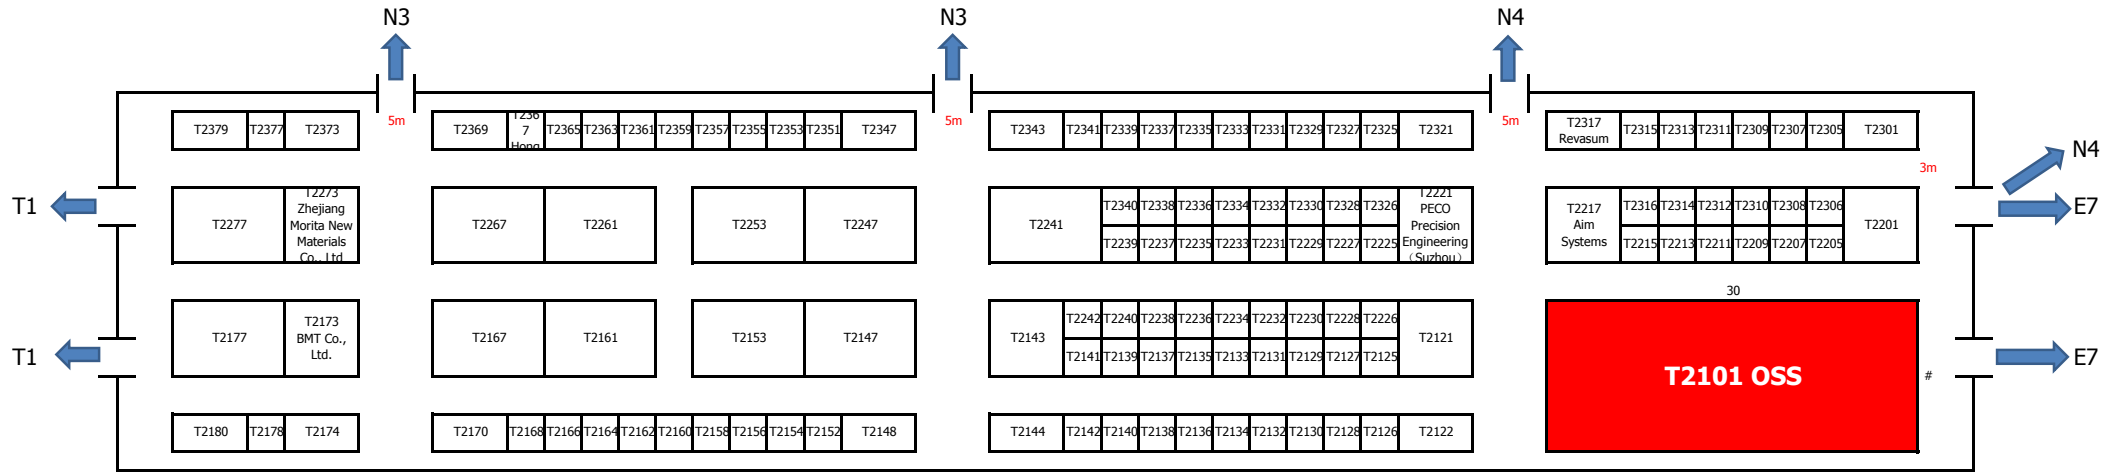 N3 N3 N4
5m 5m 5m
T2379 T2377 T2373 T2369 T236
7
Hong T2365 T2363 T2361 T2359 T2357 T2355 T2353 T2351 T2347 T2343 T2341 T2339 T2337 T2335 T2333 T2331 T2329 T2327 T2325 T2321 T2317
Revasum T2315 T2313 T2311 T2309 T2307 T2305 T2301
N4
3m
T1
T2277 T2273
Zhejiang
Morita New
Materials
Co., Ltd T2267 T2261 T2253 T2247 T2241 T2340 T2338 T2336 T2334 T2332 T2330 T2328 T2326
T2239 T2237 T2235 T2233 T2231 T2229 T2227 T2225
T2221
PECO
Precision
Engineering
（Suzhou）
T2217
Aim
Systems
T2316 T2314 T2312 T2310 T2308 T2306
T2215 T2213 T2211 T2209 T2207 T2205
T2201
E7
30
T1
T2177 T2173
BMT Co.,
Ltd. T2167 T2161 T2153 T2147 T2143 T2242 T2240 T2238 T2236 T2234 T2232 T2230 T2228 T2226
T2141 T2139 T2137 T2135 T2133 T2131 T2129 T2127 T2125
T2121
T2101 OSS
#
E7
T2180 T2178 T2174 T2170 T2168 T2166 T2164 T2162 T2160 T2158 T2156 T2154 T2152 T2148 T2144 T2142 T2140 T2138 T2136 T2134 T2132 T2130 T2128 T2126 T2122